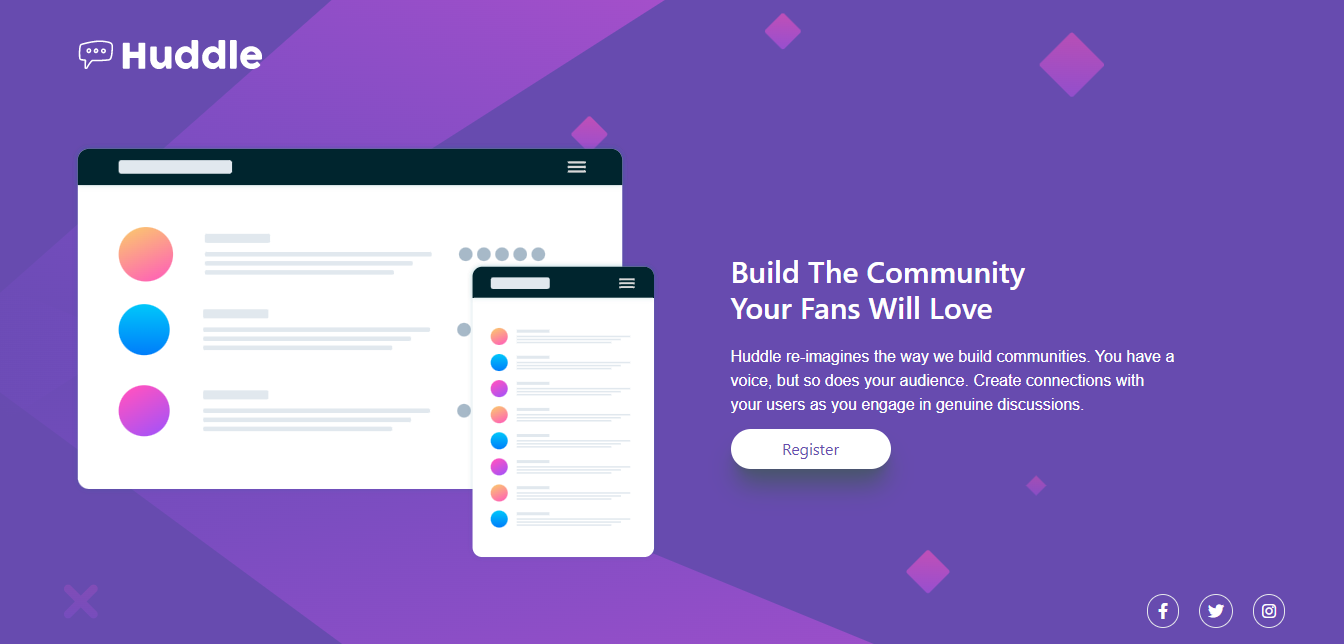 Huddle
Build The Community
Your Fans Will Love
Huddle re-imagines the way we build communities. You have a
voice, but so does your audience. Create connections with
your users as you engage in genuine discussions.
Register